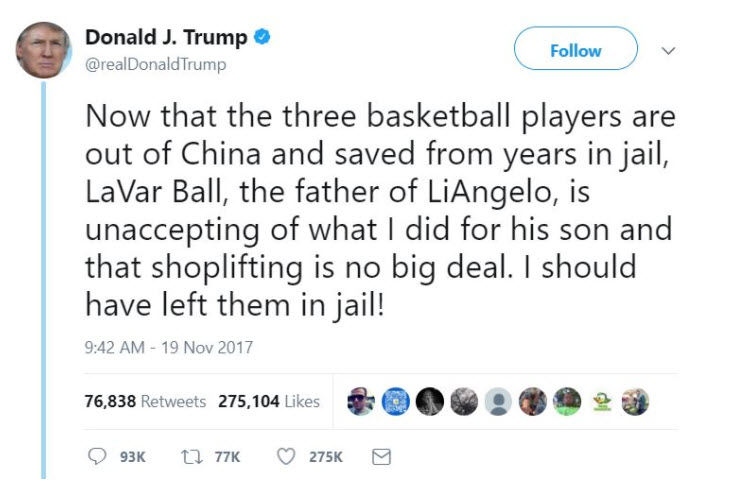 Donald J. Trump
@realDonaldTrump
Follow
Now that the three basketball players are
out of China and saved from years in jail,
LaVar Ball, the father of LiAngelo, is
unaccepting of what I did for his son and
that shoplifting is no big deal. I should
have left them in jail!
9:42 AM - 19 Nov 2017
76,838 Retweets 275,104 Likes
93K 77K 275K